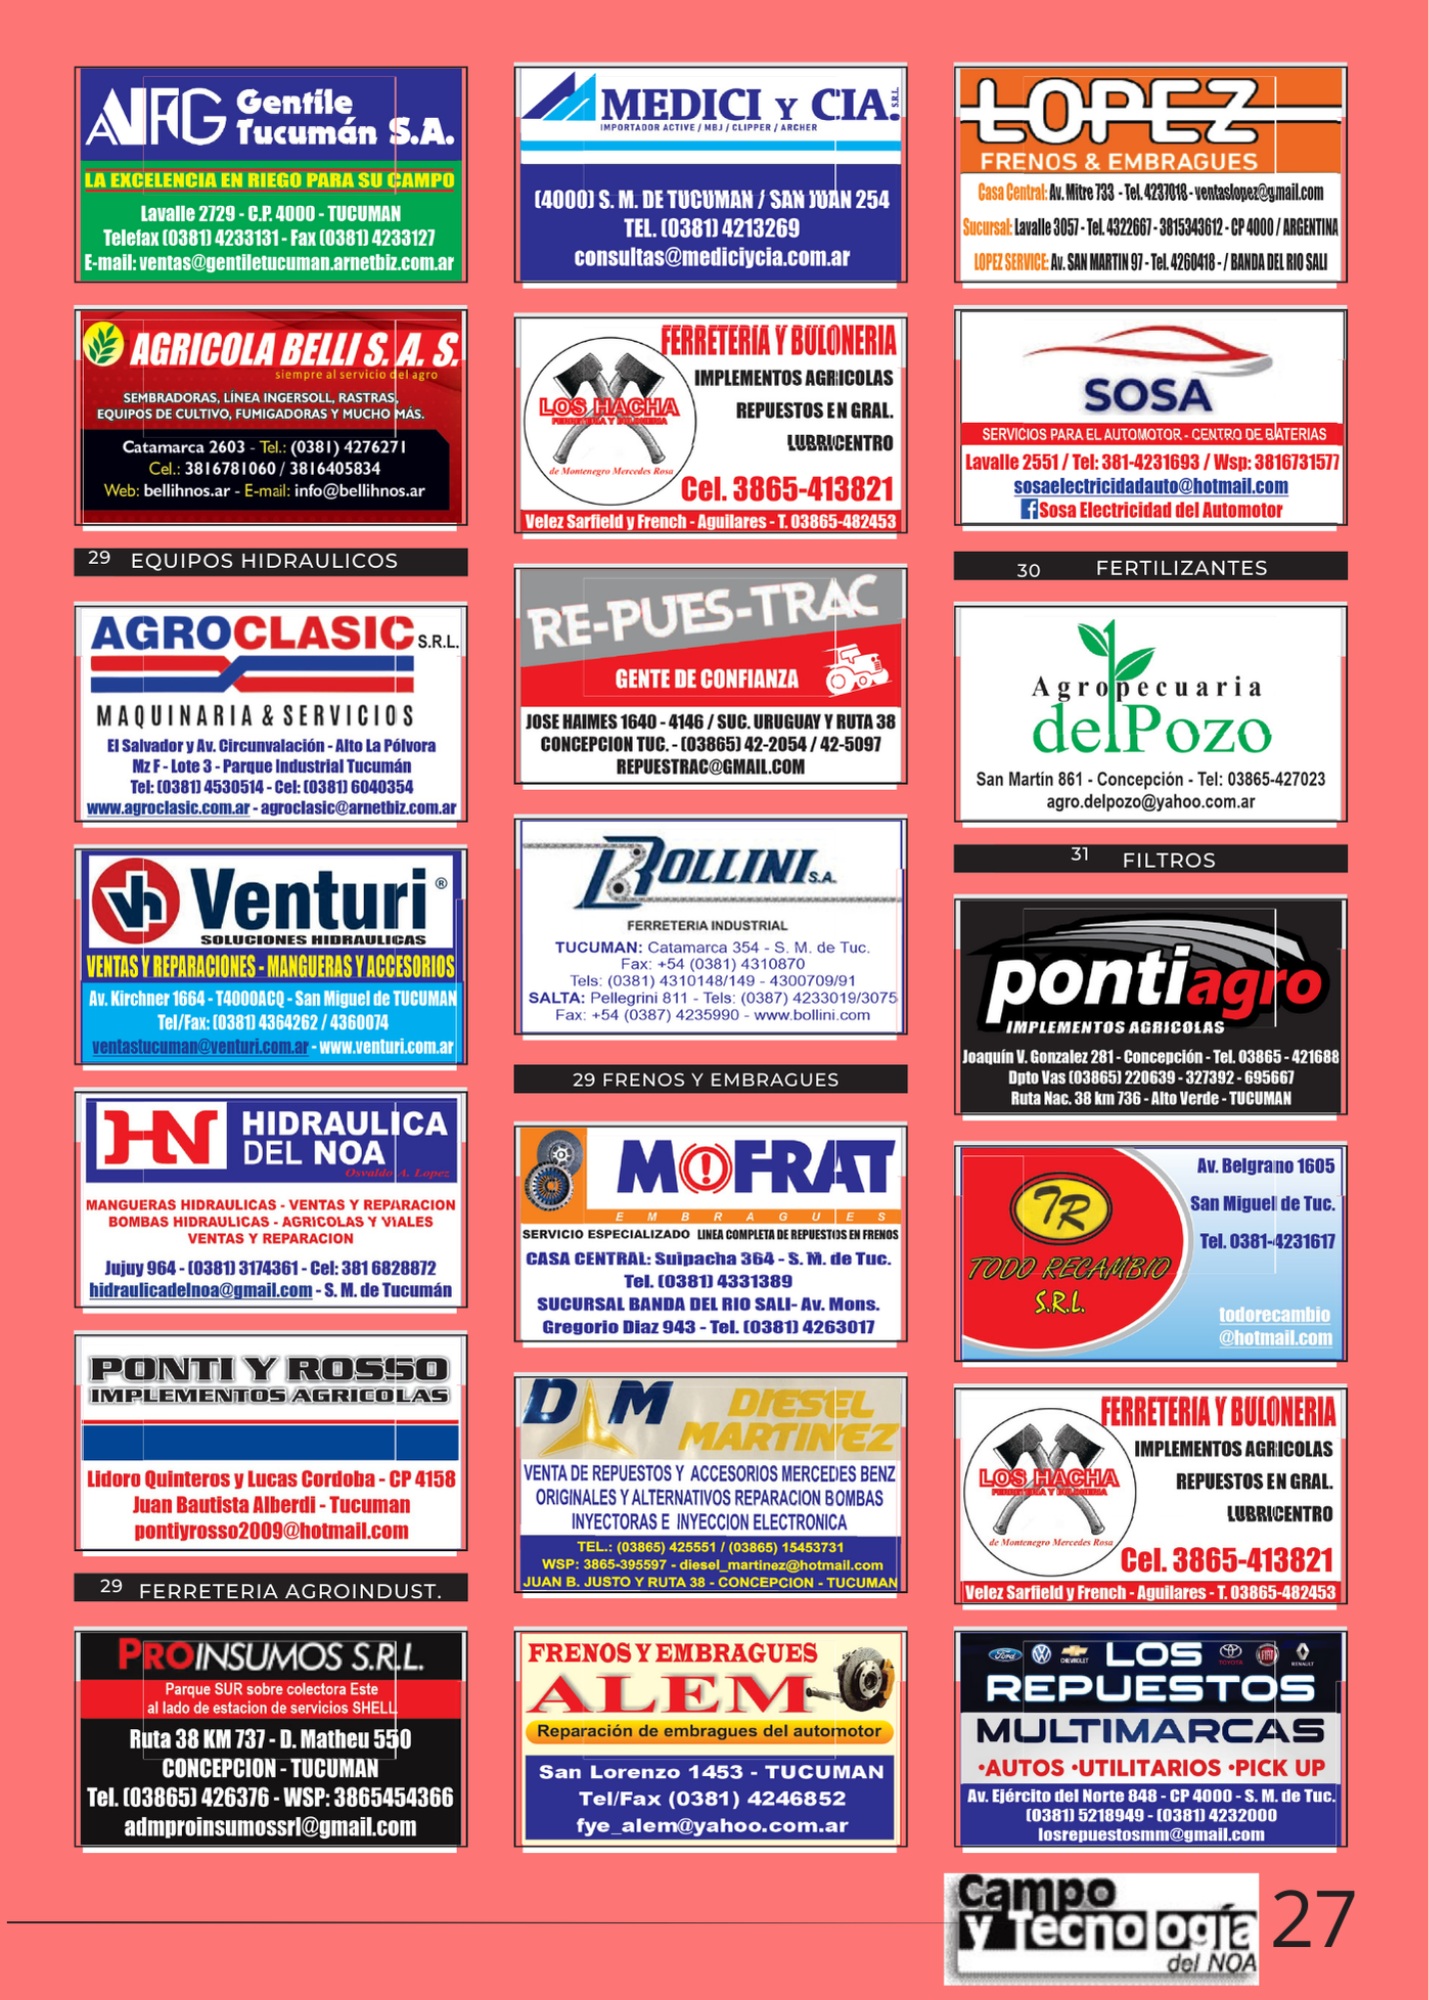 AIFG Gentile
Tucumán S.A.
LA EXCELENCIA EN RIEGO PARA SU CAMPO
Lavalle 2729 - C.P. 4000 - TUCUMAN
Telefax (0381) 4233131 - Fax (0381) 4233127
E-mail: ventas@gentiletucuman.arnetbiz.com.ar
AGRICOLA BELLI S. A. S.
siempre al servicio del agro
SEMBRADORAS, LÍNEA INGERSOLL, RASTRAS,
EQUIPOS DE CULTIVO, FUMIGADORAS Y MUCHO MÁS.
Catamarca 2603 - Tel.: (0381) 4276271
Cel.: 3816781060 / 3816405834
Web: bellihnos.ar - E-mail: info@bellihnos.ar
29 EQUIPOS HIDRAULICOS
AGROCLASIC S.R.L.
MAQUINARIA & SERVICIOS
El Salvador y Av. Circunvalación - Alto La Pólvora
Mz F - Lote 3 - Parque Industrial Tucumán
Tel: (0381) 4530514 - Cel: (0381) 6040354
www.agroclasic.com.ar - agroclasic@arnetbiz.com.ar
vh Venturi ®
SOLUCIONES HIDRAULICAS
VENTAS Y REPARACIONES - MANGUERAS Y ACCESORIOS
Av. Kirchner 1664 - T4000ACQ - San Miguel de TUCUMAN
Tel/Fax: (0381) 4364262 / 4360074
ventastucuman@venturi.com.ar - www.venturi.com.ar
HN HIDRAULICA
DEL NOA
Osvaldo A. Lopez
MANGUERAS HIDRAULICAS - VENTAS Y REPARACION
BOMBAS HIDRAULICAS - AGRICOLAS Y VIALES
VENTAS Y REPARACION
Jujuy 964 - (0381) 3174361 - Cel: 381 6828872
hidraulicadelnoa@gmail.com - S. M. de Tucumán
PONTI Y ROSSO
IMPLEMENTOS AGRICOLAS
Lidoro Quinteros y Lucas Cordoba - CP 4158
Juan Bautista Alberdi - Tucuman
pontiyrosso2009@hotmail.com
29 FERRETERIA AGROINDUST.
PROINSUMOS S.R.L.
Parque SUR sobre colectora Este
al lado de estacion de servicios SHELL
Ruta 38 KM 737 - D. Matheu 550
CONCEPCION - TUCUMAN
Tel. (03865) 426376 - WSP: 3865454366
admproinsumossrl@gmail.com
MEDICI Y CIA. S.R.L.
IMPORTADOR ACTIVE / MBJ / CLIPPER / ARCHER
(4000) S. M. DE TUCUMAN / SAN JUAN 254
TEL. (0381) 4213269
consultas@mediciycia.com.ar
FERRETERIA Y BULONERIA
IMPLEMENTOS AGRICOLAS
REPUESTOS EN GRAL.
LUBRICENTRO
LOS HACHA
FERRETERIA Y BULONERIA
de Montenegro Mercedes Rosa
Cel. 3865-413821
Velez Sarfield y French - Aguilares - T. 03865-482453
RE-PUES-TRAC
GENTE DE CONFIANZA
JOSE HAIMES 1640 - 4146 / SUC. URUGUAY Y RUTA 38
CONCEPCION TUC. - (03865) 42-2054 / 42-5097
REPUESTRAC@GMAIL.COM
BOLLINI S.A.
FERRETERIA INDUSTRIAL
TUCUMAN: Catamarca 354 - S. M. de Tuc.
Fax: +54 (0381) 4310870
Tels: (0381) 4310148/149 - 4300709/91
SALTA: Pellegrini 811 - Tels: (0387) 4233019/3075
Fax: +54 (0387) 4235990 - www.bollini.com
29 FRENOS Y EMBRAGUES
MOFRAT
EMBRAGUES
SERVICIO ESPECIALIZADO LINEA COMPLETA DE REPUESTOS EN FRENOS
CASA CENTRAL: Suipacha 364 - S. M. de Tuc.
Tel. (0381) 4331389
SUCURSAL BANDA DEL RIO SALI- Av. Mons.
Gregorio Diaz 943 - Tel. (0381) 4263017
DM DIESEL
MARTINEZ
VENTA DE REPUESTOS Y ACCESORIOS MERCEDES BENZ
ORIGINALES Y ALTERNATIVOS REPARACION BOMBAS
INYECTORAS E INYECCION ELECTRONICA
TEL.: (03865) 425551 / (03865) 15453731
WSP: 3865-395597 - diesel_martinez@hotmail.com
JUAN B. JUSTO Y RUTA 38 - CONCEPCION - TUCUMAN
FRENOS Y EMBRAGUES
ALEM
Reparación de embragues del automotor
San Lorenzo 1453 - TUCUMAN
Tel/Fax (0381) 4246852
fye_alem@yahoo.com.ar
LOPEZ
FRENOS & EMBRAGUES
Casa Central: Av. Mitre 733 - Tel. 4237018 - ventaslopez@gmail.com
Sucursal: Lavalle 3057 - Tel. 4322667 - 3815343612 - CP 4000 / ARGENTINA
LOPEZ SERVICE: Av. SAN MARTIN 97 - Tel. 4260418 - / BANDA DEL RIO SALI
SOSA
SERVICIOS PARA EL AUTOMOTOR - CENTRO DE BATERIAS
Lavalle 2551 / Tel: 381-4231693 / Wsp: 3816731577
sosaelectricidadauto@hotmail.com
f Sosa Electricidad del Automotor
30 FERTILIZANTES
Agropecuaria
delPozo
San Martín 861 - Concepción - Tel: 03865-427023
agro.delpozo@yahoo.com.ar
31 FILTROS
pontiagro
IMPLEMENTOS AGRICOLAS
Joaquín V. Gonzalez 281 - Concepción - Tel. 03865 - 421688
Dpto Vas (03865) 220639 - 327392 - 695667
Ruta Nac. 38 km 736 - Alto Verde - TUCUMAN
TR
TODO RECAMBIO
S.R.L.
Av. Belgrano 1605
San Miguel de Tuc.
Tel. 0381-4231617
todorecambio
@hotmail.com
FERRETERIA Y BULONERIA
IMPLEMENTOS AGRICOLAS
REPUESTOS EN GRAL.
LUBRICENTRO
LOS HACHA
FERRETERIA Y BULONERIA
de Montenegro Mercedes Rosa
Cel. 3865-413821
Velez Sarfield y French - Aguilares - T. 03865-482453
Ford CHEVROLET LOS TOYOTA FIAT RENAULT
REPUESTOS
MULTIMARCAS
•AUTOS •UTILITARIOS •PICK UP
Av. Ejército del Norte 848 - CP 4000 - S. M. de Tuc.
(0381) 5218949 - (0381) 4232000
losrepuestosmm@gmail.com
Campo
y Tecnología
del NOA
27